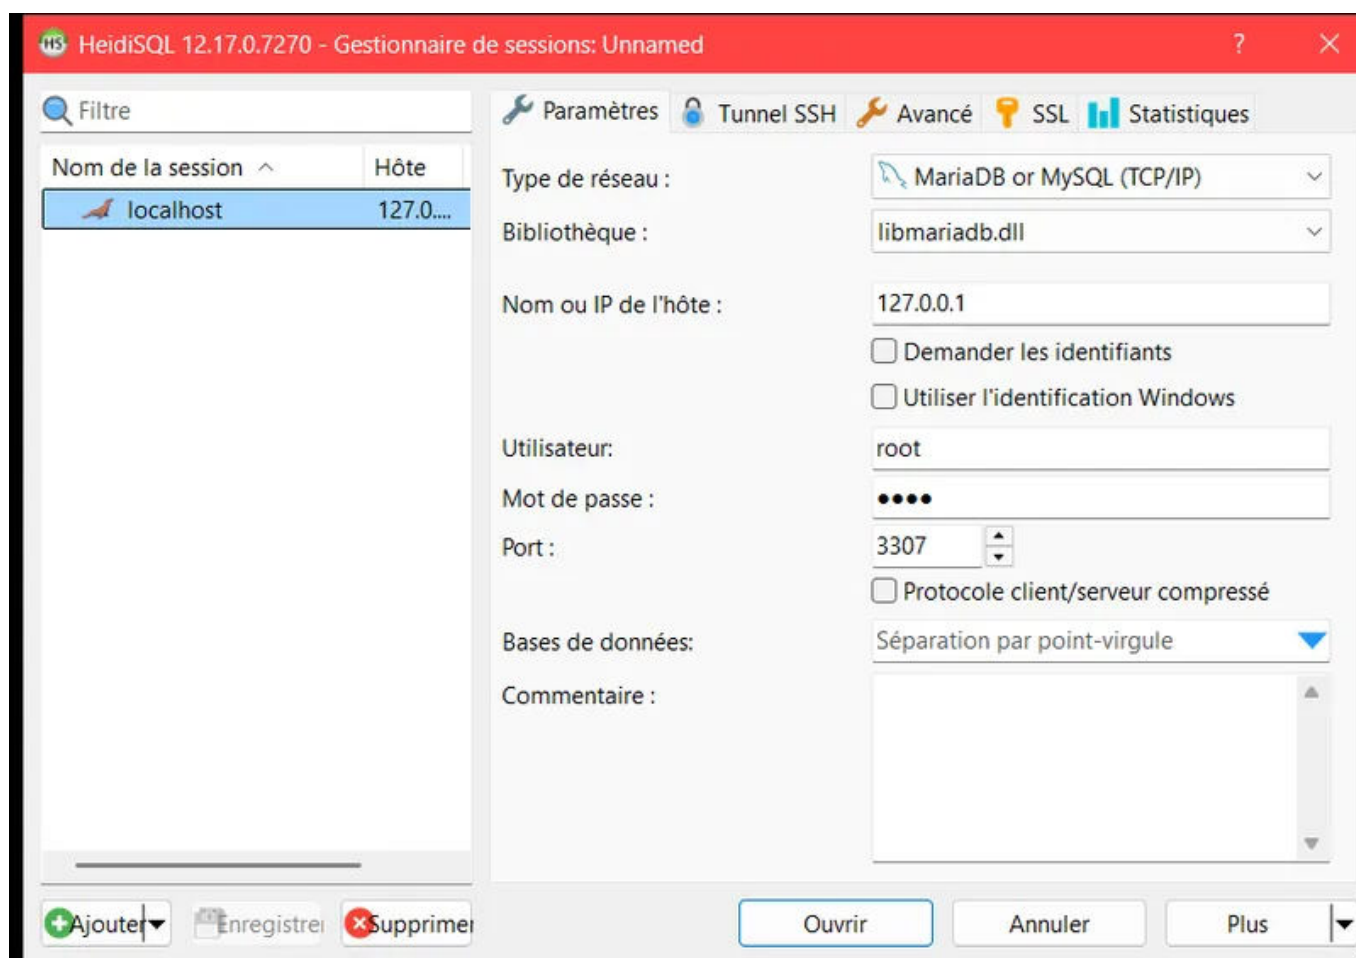 HS HeidiSQL 12.17.0.7270 - Gestionnaire de sessions: Unnamed ?
Filtre
Nom de la session Hôte
localhost 127.0....
Paramètres Tunnel SSH Avancé SSL Statistiques
Type de réseau : MariaDB or MySQL (TCP/IP)
Bibliothèque : libmariadb.dll
Nom ou IP de l'hôte : 127.0.0.1
Demander les identifiants
Utiliser l'identification Windows
Utilisateur: root
Mot de passe : ●●●●
Port : 3307
Protocole client/serveur compressé
Bases de données: Séparation par point-virgule
Commentaire :
Ajouter Enregistrer Supprimer Ouvrir Annuler Plus